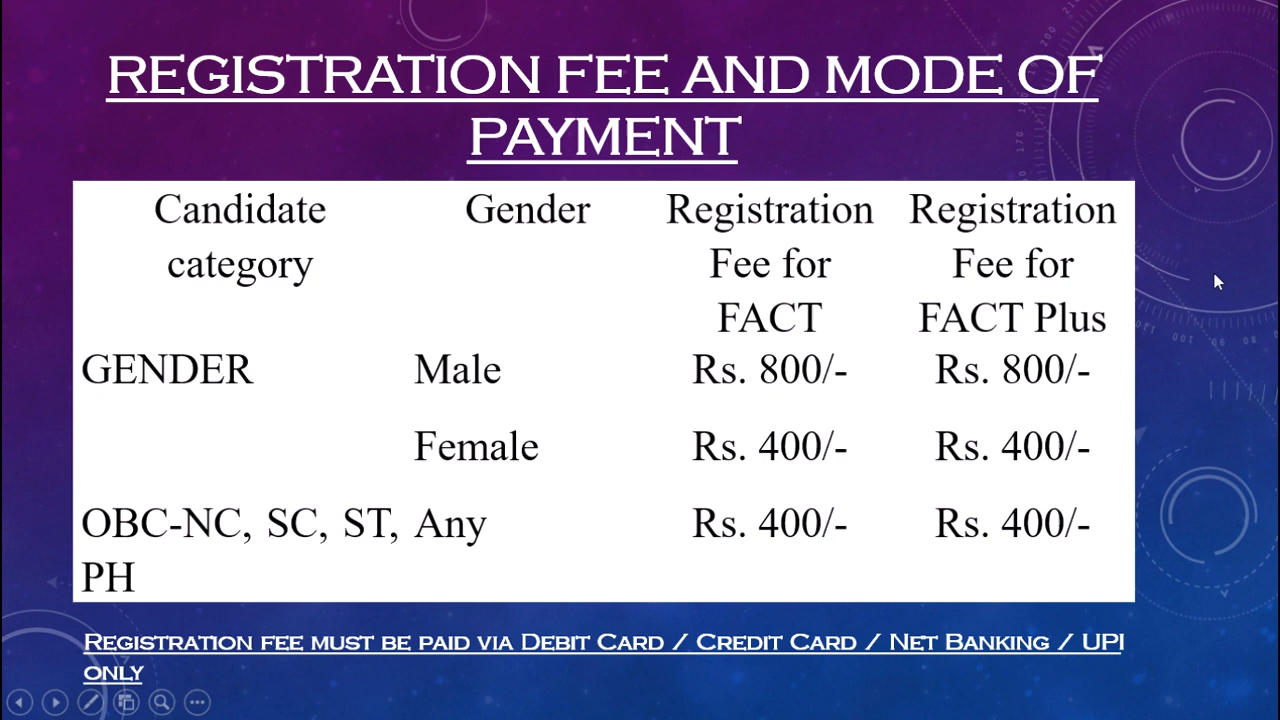 REGISTRATION FEE AND MODE OF
PAYMENT
Candidate category Gender Registration Fee for FACT Registration Fee for FACT Plus
GENDER Male Rs. 800/- Rs. 800/-
Female Rs. 400/- Rs. 400/-
OBC-NC, SC, ST, PH Any Rs. 400/- Rs. 400/-
REGISTRATION FEE MUST BE PAID VIA DEBIT CARD / CREDIT CARD / NET BANKING / UPI
ONLY